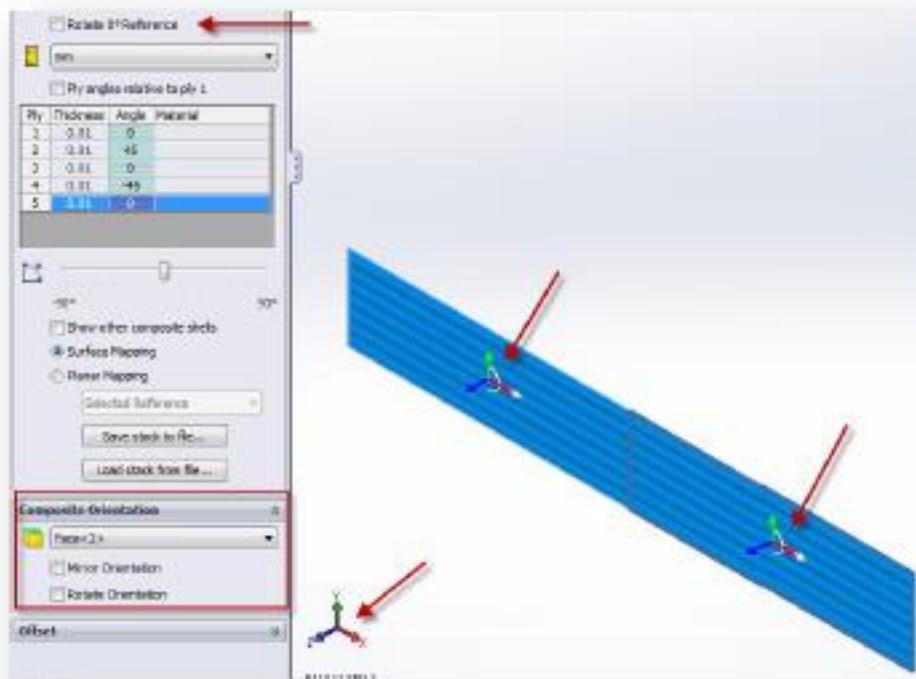 Rotate 0° Reference
mm
Ply angles relative to ply 1
Ply Thickness Angle Material
1 0.01 0
2 0.01 45
3 0.01 0
4 0.01 -45
5 0.01 0
-90° 90°
Show other composite shells
Surface Mapping
Planar Mapping
Selected Reference
Save stack to file...
Load stack from file...
Composite Orientation
Face<2>
Mirror Orientation
Rotate Orientation
Offset
Y
Z X